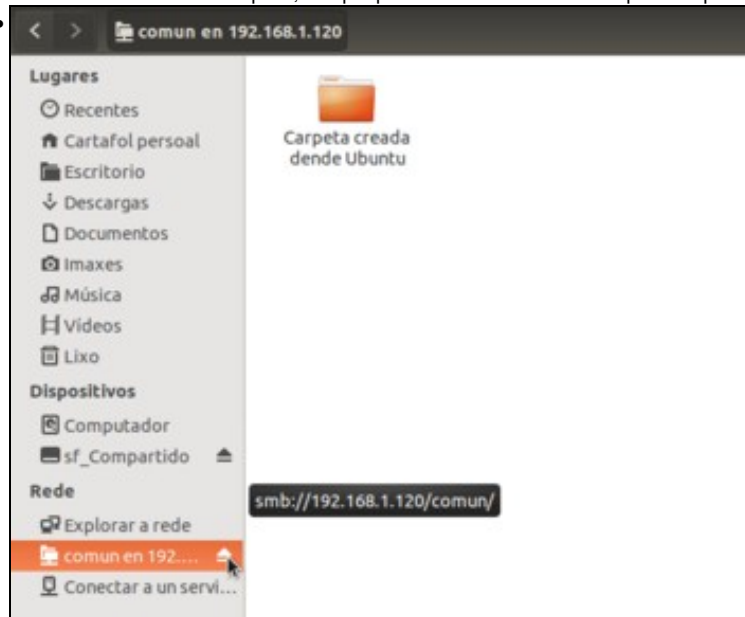 comun en 192.168.1.120
Lugares
Recentes
Cartafol persoal
Escritorio
Descargas
Documentos
Imaxes
Música
Vídeos
Lixo
Dispositivos
Computador
sf_Compartido
Rede
Explorar a rede
comun en 192....
Conectar a un servi...
Carpeta creada
dende Ubuntu
smb://192.168.1.120/comun/